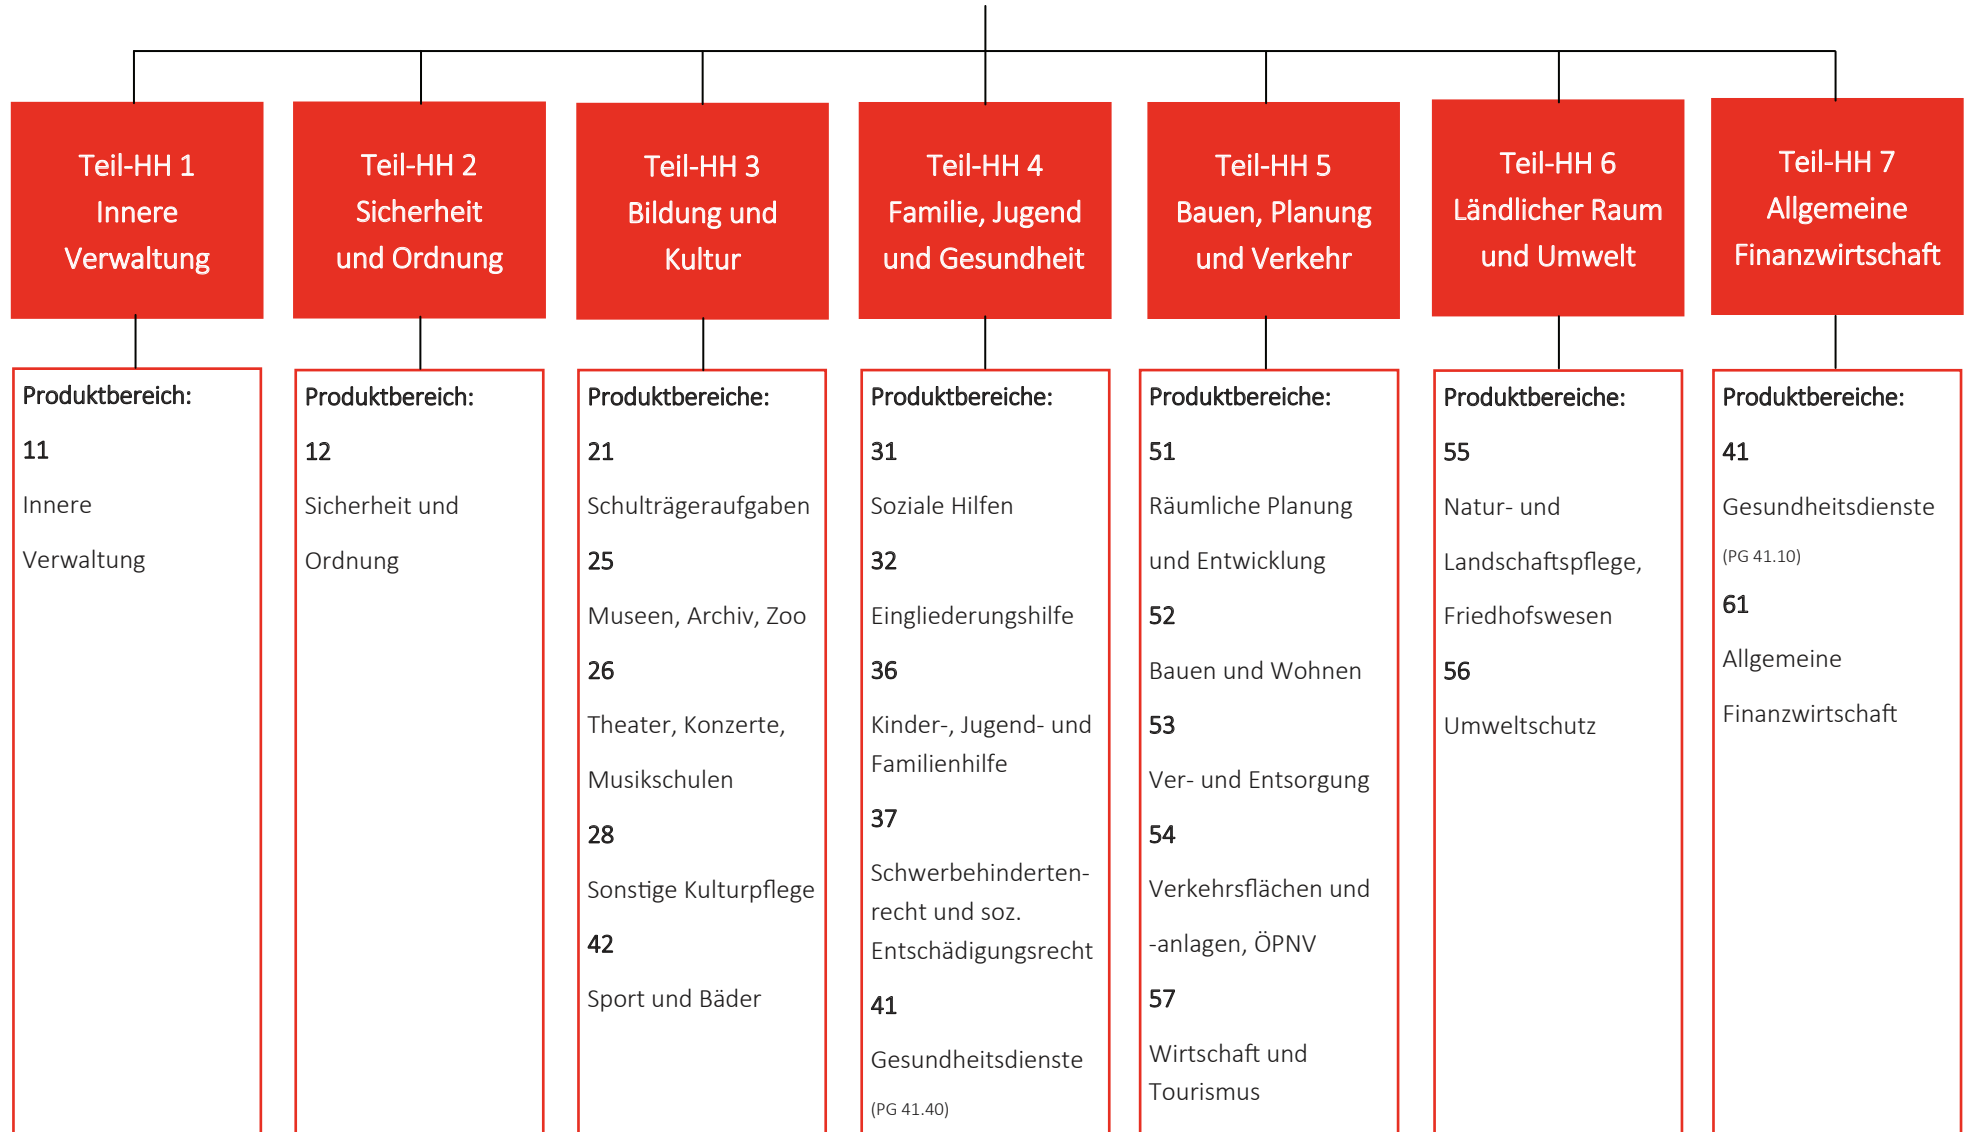 Teil-HH 1
Innere
Verwaltung
Teil-HH 2
Sicherheit
und Ordnung
Teil-HH 3
Bildung und
Kultur
Teil-HH 4
Familie, Jugend
und Gesundheit
Teil-HH 5
Bauen, Planung
und Verkehr
Teil-HH 6
Ländlicher Raum
und Umwelt
Teil-HH 7
Allgemeine
Finanzwirtschaft
Produktbereich:
11
Innere
Verwaltung
Produktbereich:
12
Sicherheit und
Ordnung
Produktbereiche:
21
Schulträgeraufgaben
25
Museen, Archiv, Zoo
26
Theater, Konzerte,
Musikschulen
28
Sonstige Kulturpflege
42
Sport und Bäder
Produktbereiche:
31
Soziale Hilfen
32
Eingliederungshilfe
36
Kinder-, Jugend- und
Familienhilfe
37
Schwerbehinderten-
recht und soz.
Entschädigungsrecht
41
Gesundheitsdienste
(PG 41.40)
Produktbereiche:
51
Räumliche Planung
und Entwicklung
52
Bauen und Wohnen
53
Ver- und Entsorgung
54
Verkehrsflächen und
-anlagen, ÖPNV
57
Wirtschaft und
Tourismus
Produktbereiche:
55
Natur- und
Landschaftspflege,
Friedhofswesen
56
Umweltschutz
Produktbereiche:
41
Gesundheitsdienste
(PG 41.10)
61
Allgemeine
Finanzwirtschaft